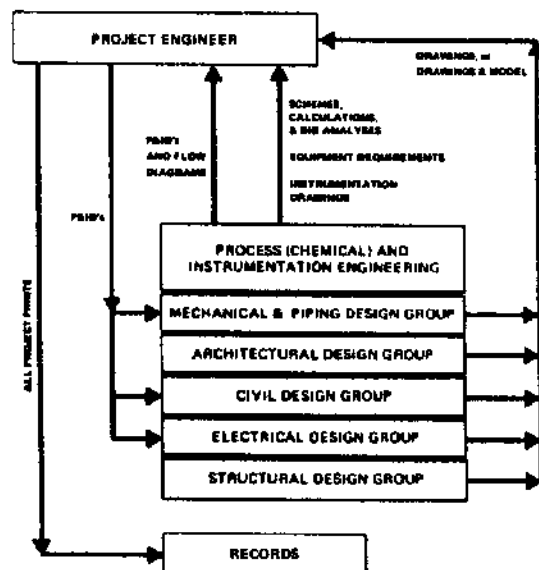 PROJECT ENGINEER
DRAWINGS, or
DRAWINGS & MODEL
SCHEMES,
CALCULATIONS,
& BID ANALYSES
P&ID's
AND FLOW
DIAGRAMS
EQUIPMENT REQUIREMENTS
INSTRUMENTATION
DRAWINGS
P&ID's
PROCESS (CHEMICAL) AND
INSTRUMENTATION ENGINEERING
MECHANICAL & PIPING DESIGN GROUP
ARCHITECTURAL DESIGN GROUP
CIVIL DESIGN GROUP
ELECTRICAL DESIGN GROUP
STRUCTURAL DESIGN GROUP
ALL PROJECT PRINTS
RECORDS